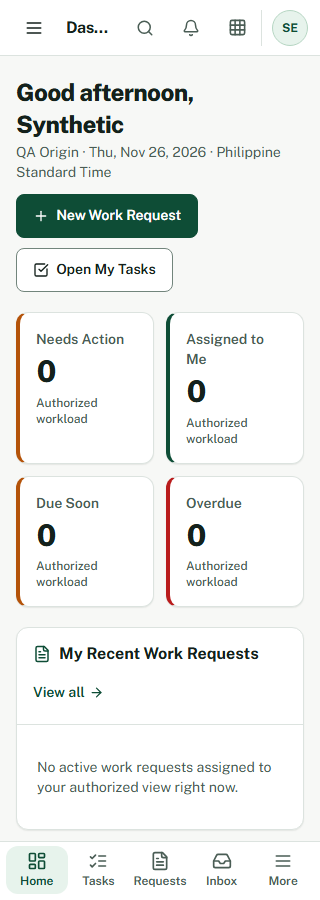 Das...
SE
Good afternoon,
Synthetic
QA Origin · Thu, Nov 26, 2026 · Philippine
Standard Time
New Work Request
Open My Tasks
Needs Action
0
Authorized
workload
Assigned to
Me
0
Authorized
workload
Due Soon
0
Authorized
workload
Overdue
0
Authorized
workload
My Recent Work Requests
View all
No active work requests assigned to
your authorized view right now.
Home
Tasks
Requests
Inbox
More